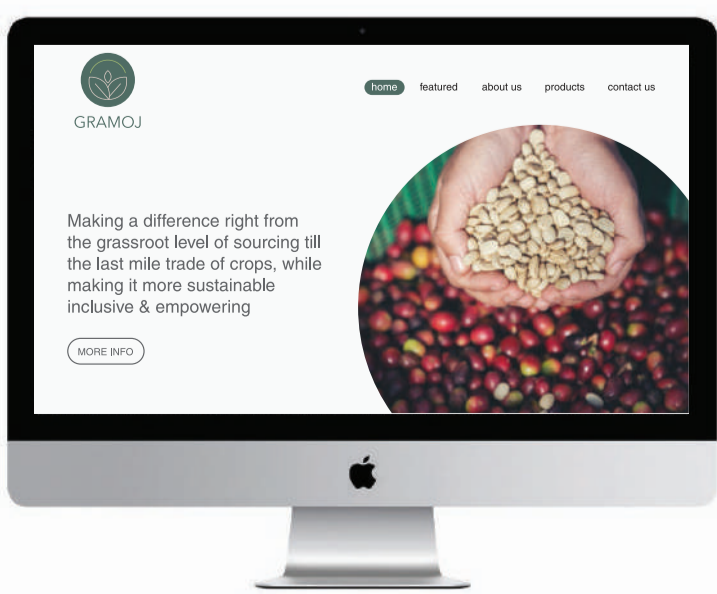 GRAMOJ
home featured about us products contact us
Making a difference right from
the grassroot level of sourcing till
the last mile trade of crops, while
making it more sustainable
inclusive & empowering
MORE INFO